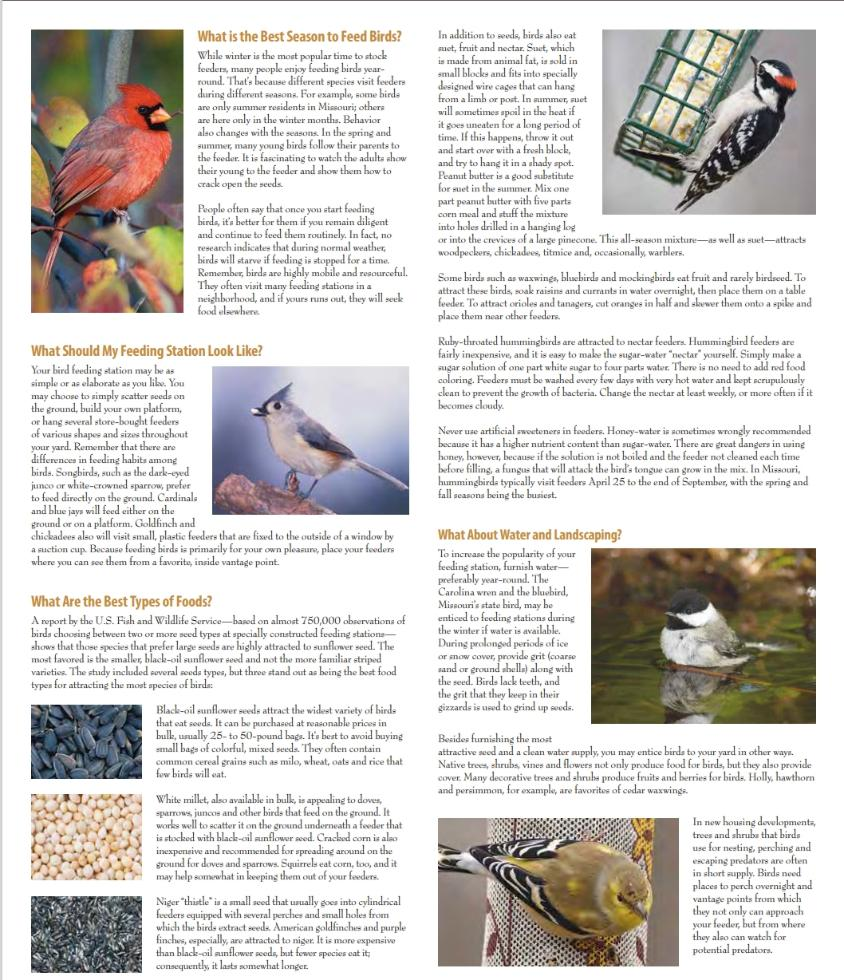 What is the Best Season to Feed Birds?
While winter is the most popular time to stock
feeders, many people enjoy feeding birds year-
round. That's because different species visit feeders
during different seasons. For example, some birds
are only summer residents in Missouri; others
are here only in the winter months. Behavior
also changes with the seasons. In the spring and
summer, many young birds follow their parents to
the feeder. It is fascinating to watch the adults show
their young to the feeder and show them how to
crack open the seeds.
People often say that once you start feeding
birds, it's better for them if you remain diligent
and continue to feed them routinely. In fact, no
research indicates that during normal weather,
birds will starve if feeding is stopped for a time.
Remember, birds are highly mobile and resourceful.
They often visit many feeding stations in a
neighborhood, and if yours runs out, they will seek
food elsewhere.
What Should My Feeding Station Look Like?
Your bird feeding station may be as
simple or as elaborate as you like. You
may choose to simply scatter seeds on
the ground, build your own platform,
or hang several store-bought feeders
of various shapes and sizes throughout
your yard. Remember that there are
differences in feeding habits among
birds. Songbirds, such as the dark-eyed
junco or white-crowned sparrow, prefer
to feed directly on the ground. Cardinals
and blue jays will feed either on the
ground or on a platform. Goldfinch and
chickadees also will visit small, plastic feeders that are fixed to the outside of a window by
a suction cup. Because feeding birds is primarily for your own pleasure, place your feeders
where you can see them from a favorite, inside vantage point.
What Are the Best Types of Foods?
A report by the U.S. Fish and Wildlife Service—based on almost 750,000 observations of
birds choosing between two or more seed types at specially constructed feeding stations—
shows that those species that prefer large seeds are highly attracted to sunflower seed. The
most favored is the smaller, black-oil sunflower seed and not the more familiar striped
varieties. The study included several seeds types, but three stand out as being the best food
types for attracting the most species of birds:
Black-oil sunflower seeds attract the widest variety of birds
that eat seeds. It can be purchased at reasonable prices in
bulk, usually 25- to 50-pound bags. It's best to avoid buying
small bags of colorful, mixed seeds. They often contain
common cereal grains such as milo, wheat, oats and rice that
few birds will eat.
White millet, also available in bulk, is appealing to doves,
sparrows, juncos and other birds that feed on the ground. It
works well to scatter it on the ground underneath a feeder that
is stocked with black-oil sunflower seed. Cracked corn is also
inexpensive and recommended for spreading around on the
ground for doves and sparrows. Squirrels eat corn, too, and it
may help somewhat in keeping them out of your feeders.
Niger "thistle" is a small seed that usually goes into cylindrical
feeders equipped with several perches and small holes from
which the birds extract seeds. American goldfinches and purple
finches, especially, are attracted to niger. It is more expensive
than black-oil sunflower seeds, but fewer species eat it;
consequently, it lasts somewhat longer.
In addition to seeds, birds also eat
suet, fruit and nectar. Suet, which
is made from animal fat, is sold in
small blocks and fits into specially
designed wire cages that can hang
from a limb or post. In summer, suet
will sometimes spoil in the heat if
it goes uneaten for a long period of
time. If this happens, throw it out
and start over with a fresh block,
and try to hang it in a shady spot.
Peanut butter is a good substitute
for suet in the summer. Mix one
part peanut butter with five parts
corn meal and stuff the mixture
into holes drilled in a hanging log
or into the crevices of a large pinecone. This all-season mixture—as well as suet—attracts
woodpeckers, chickadees, titmice and, occasionally, warblers.
Some birds such as waxwings, bluebirds and mockingbirds eat fruit and rarely birdseed. To
attract these birds, soak raisins and currants in water overnight, then place them on a table
feeder. To attract orioles and tanagers, cut oranges in half and skewer them onto a spike and
place them near other feeders.
Ruby-throated hummingbirds are attracted to nectar feeders. Hummingbird feeders are
fairly inexpensive, and it is easy to make the sugar-water "nectar" yourself. Simply make a
sugar solution of one part white sugar to four parts water. There is no need to add red food
coloring. Feeders must be washed every few days with very hot water and kept scrupulously
clean to prevent the growth of bacteria. Change the nectar at least weekly, or more often if it
becomes cloudy.
Never use artificial sweeteners in feeders. Honey-water is sometimes wrongly recommended
because it has a higher nutrient content than sugar-water. There are great dangers in using
honey, however, because if the solution is not boiled and the feeder not cleaned each time
before filling, a fungus that will attack the bird's tongue can grow in the mix. In Missouri,
hummingbirds typically visit feeders April 25 to the end of September, with the spring and
fall seasons being the busiest.
What About Water and Landscaping?
To increase the popularity of your
feeding station, furnish water—
preferably year-round. The
Carolina wren and the bluebird,
Missouri's state bird, may be
enticed to feeding stations during
the winter if water is available.
During prolonged periods of ice
or snow cover, provide grit (coarse
sand or ground shells) along with
the seed. Birds lack teeth, and
the grit that they keep in their
gizzards is used to grind up seeds.
Besides furnishing the most
attractive seed and a clean water supply, you may entice birds to your yard in other ways.
Native trees, shrubs, vines and flowers not only produce food for birds, but they also provide
cover. Many decorative trees and shrubs produce fruits and berries for birds. Holly, hawthorn
and persimmon, for example, are favorites of cedar waxwings.
In new housing developments,
trees and shrubs that birds
use for nesting, perching and
escaping predators are often
in short supply. Birds need
places to perch overnight and
vantage points from which
they not only can approach
your feeder, but from where
they also can watch for
potential predators.